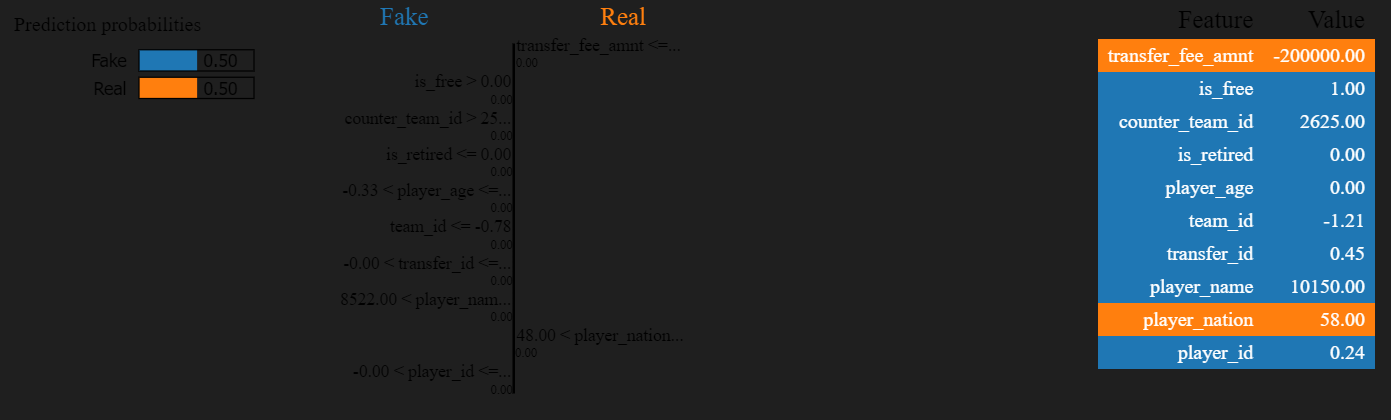 Prediction probabilities
Fake 0.50
Real 0.50
Fake Real
transfer_fee_amnt <=...
0.00
is_free > 0.00
0.00
counter_team_id > 25...
0.00
is_retired <= 0.00
0.00
-0.33 < player_age <=...
0.00
team_id <= -0.78
0.00
-0.00 < transfer_id <=...
0.00
8522.00 < player_nam...
0.00
48.00 < player_nation...
0.00
-0.00 < player_id <=...
0.00
Feature Value
transfer_fee_amnt -200000.00
is_free 1.00
counter_team_id 2625.00
is_retired 0.00
player_age 0.00
team_id -1.21
transfer_id 0.45
player_name 10150.00
player_nation 58.00
player_id 0.24